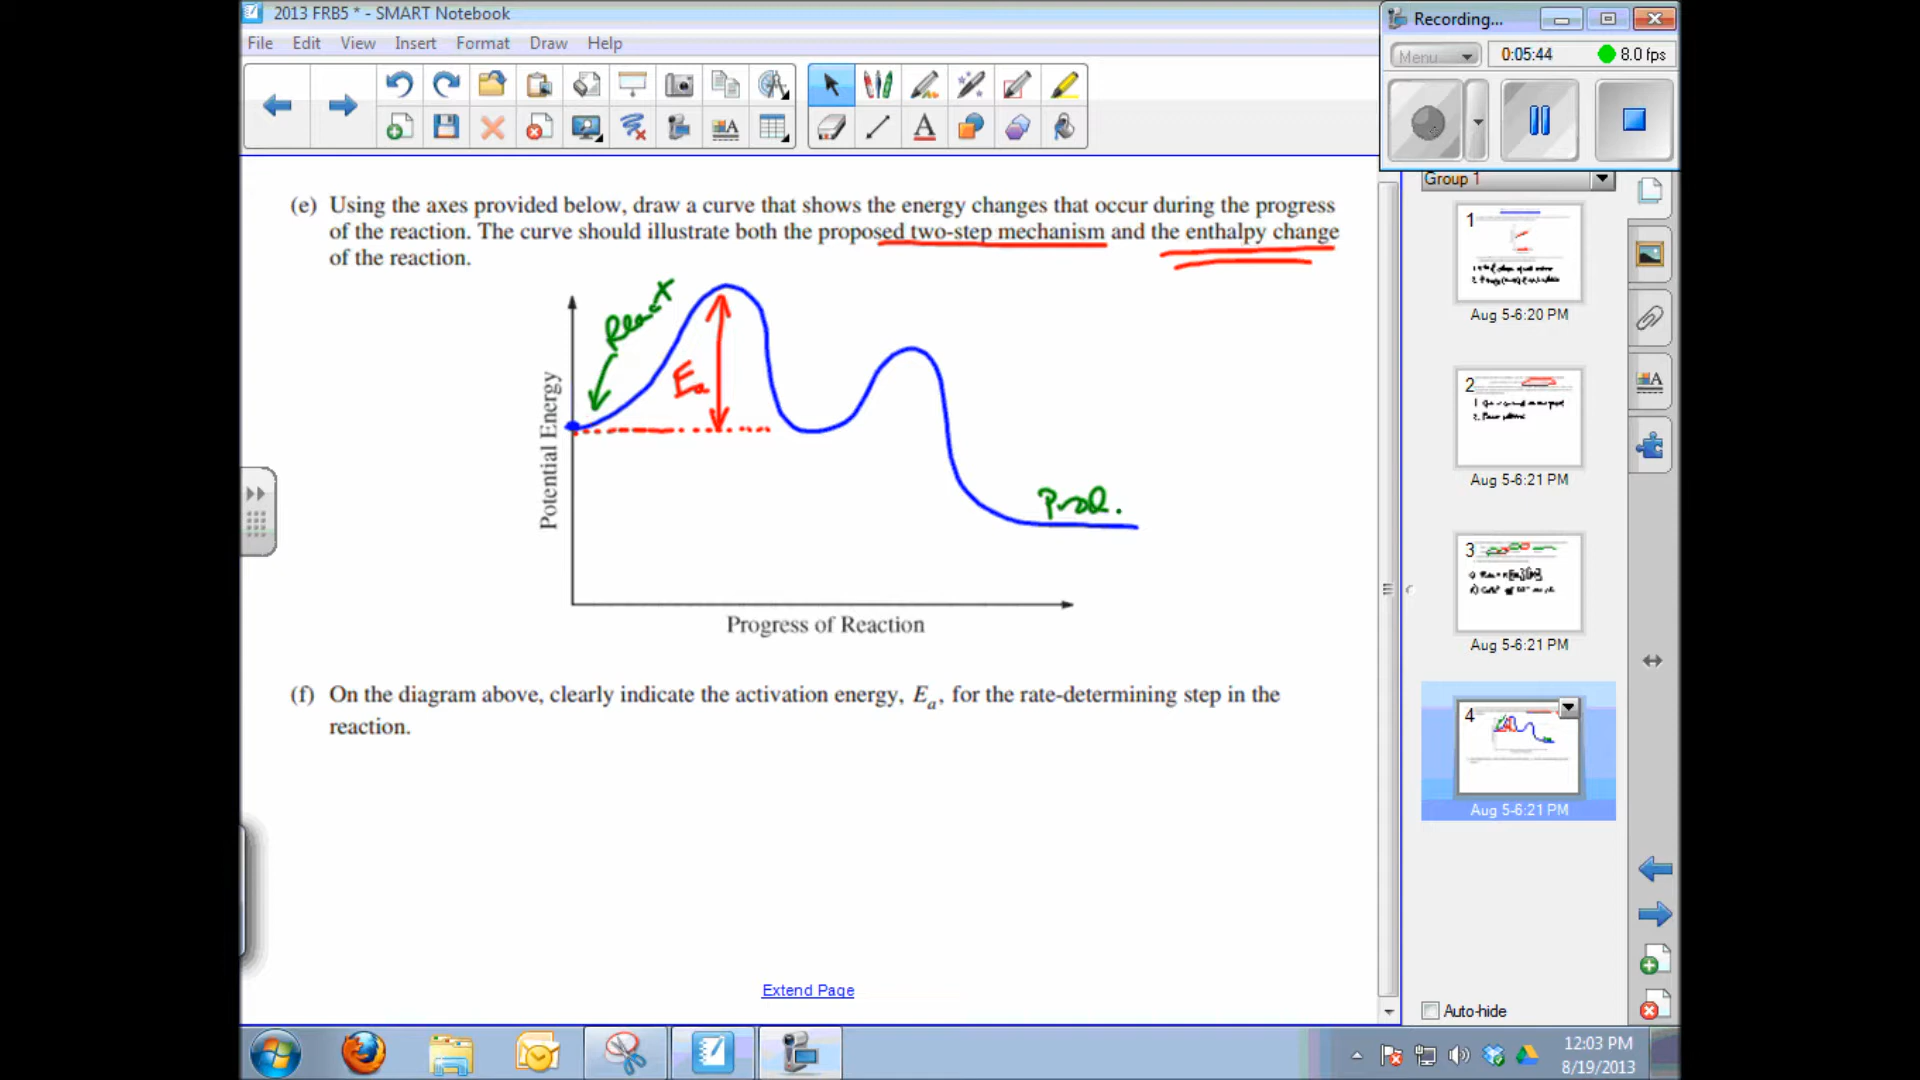 2013 FRB5 * - SMART Notebook
File Edit View Insert Format Draw Help
Recording...
Menu 0:05:44 8.0 fps
Group 1
(e) Using the axes provided below, draw a curve that shows the energy changes that occur during the progress
of the reaction. The curve should illustrate both the proposed two-step mechanism and the enthalpy change
of the reaction.
React
Ea
Prod.
Potential Energy
Progress of Reaction
(f) On the diagram above, clearly indicate the activation energy, Ea, for the rate-determining step in the
reaction.
Extend Page
1
Aug 5-6:20 PM
2
Aug 5-6:21 PM
3
Aug 5-6:21 PM
4
Aug 5-6:21 PM
Auto-hide
12:03 PM
8/19/2013